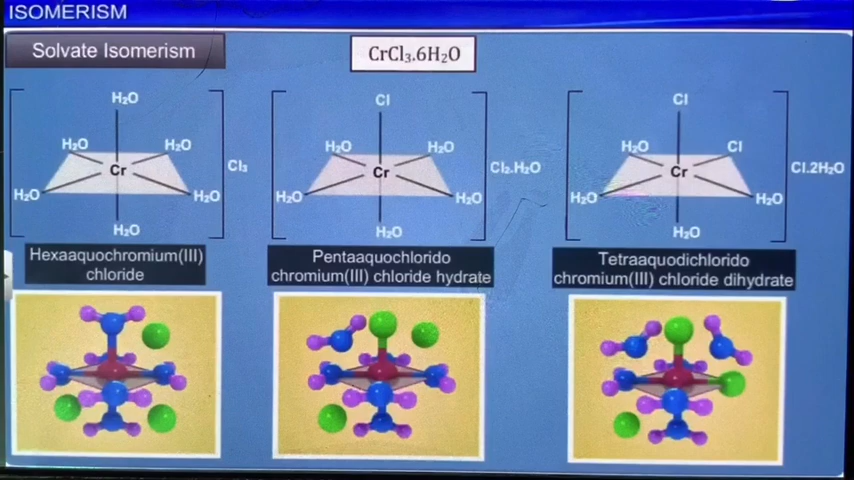 ISOMERISM
Solvate Isomerism
CrCl₃.6H₂O
H₂O
H₂O H₂O
Cr
H₂O H₂O
H₂O
Cl₃
Hexaaquochromium(III)
chloride
Cl
H₂O H₂O
Cr
H₂O H₂O
H₂O
Cl₂.H₂O
Pentaaquochlorido
chromium(III) chloride hydrate
Cl
H₂O Cl
Cr
H₂O H₂O
H₂O
Cl.2H₂O
Tetraaquodichlorido
chromium(III) chloride dihydrate